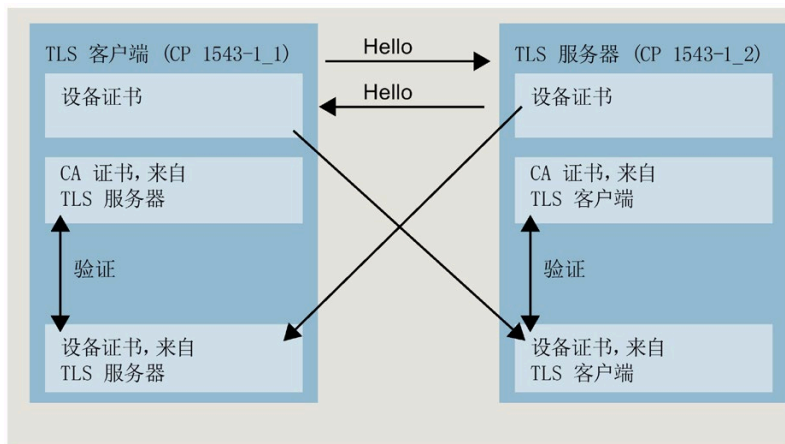 TLS 客户端 (CP 1543-1_1)
设备证书
CA 证书,来自
TLS 服务器
验证
设备证书,来自
TLS 服务器
Hello
Hello
TLS 服务器 (CP 1543-1_2)
设备证书
CA 证书,来自
TLS 客户端
验证
设备证书,来自
TLS 客户端